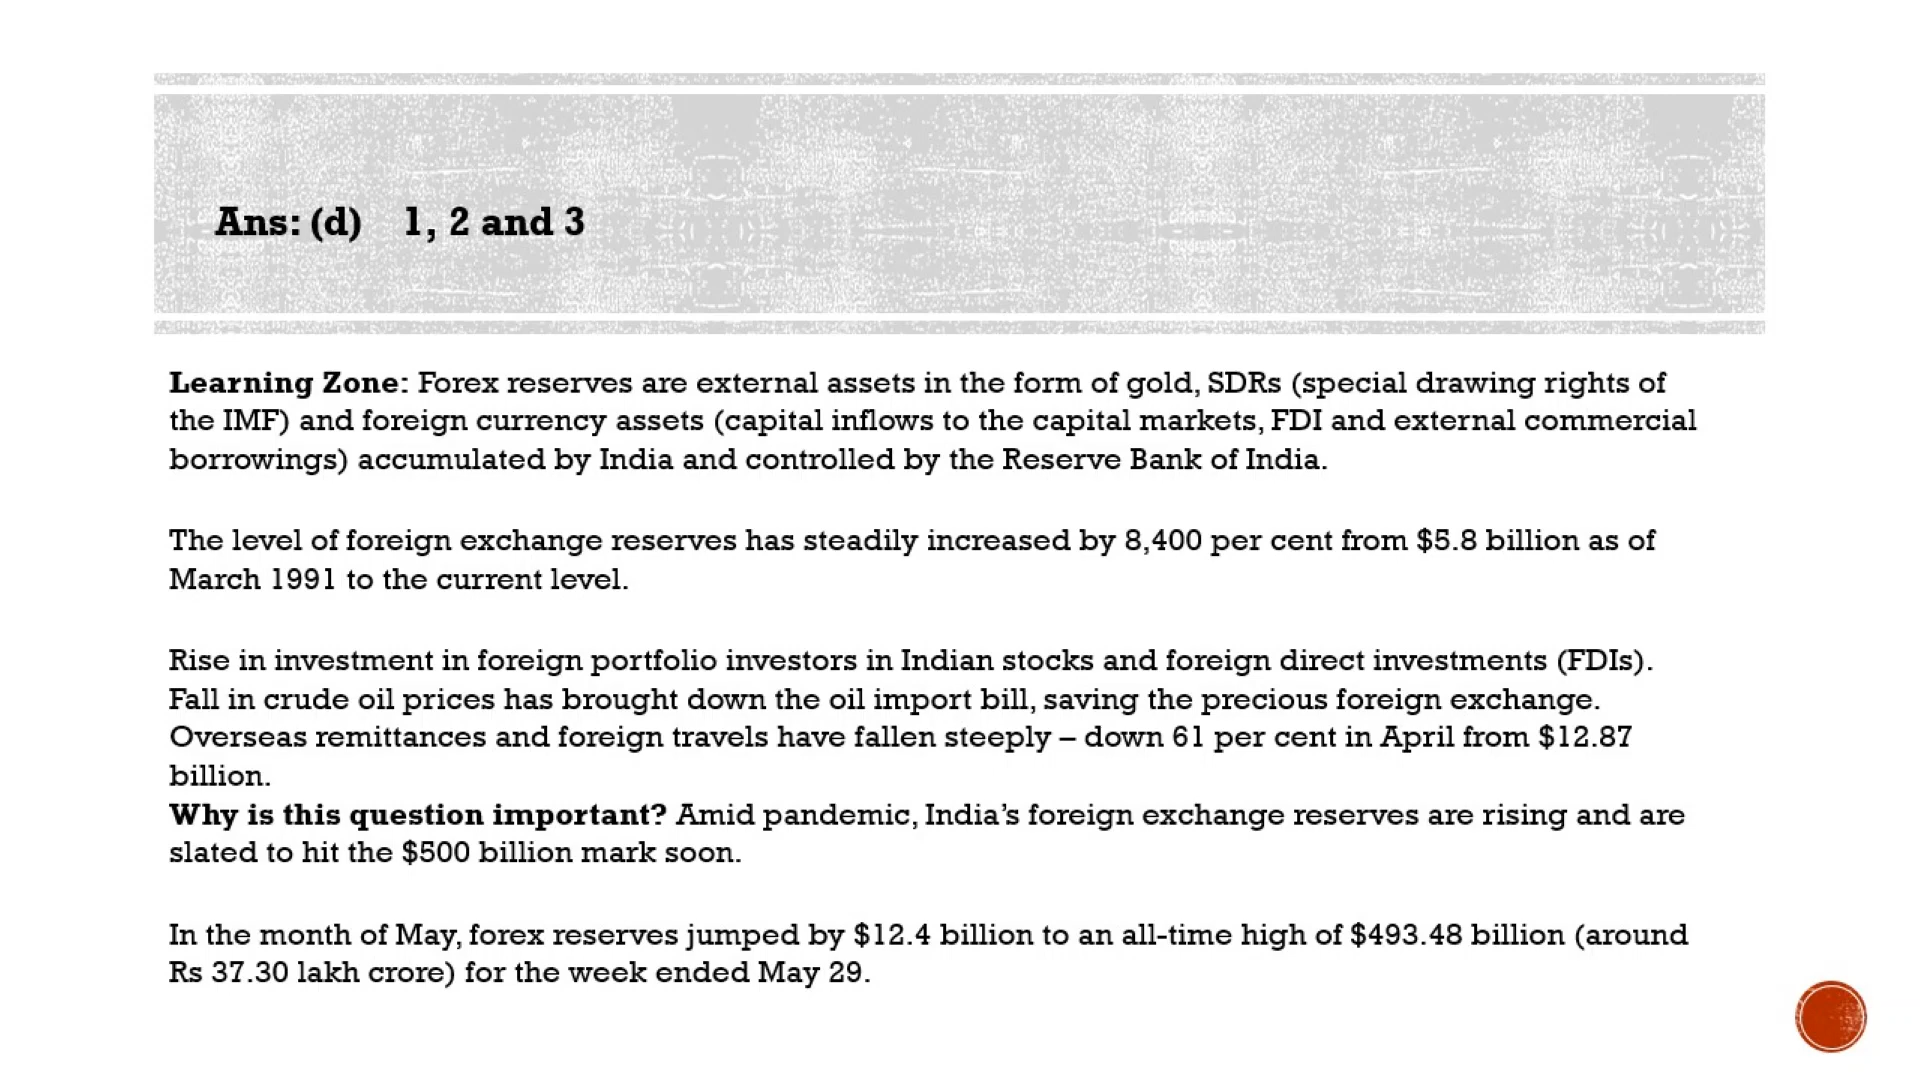 Ans: (d) 1, 2 and 3
Learning Zone: Forex reserves are external assets in the form of gold, SDRs (special drawing rights of
the IMF) and foreign currency assets (capital inflows to the capital markets, FDI and external commercial
borrowings) accumulated by India and controlled by the Reserve Bank of India.
The level of foreign exchange reserves has steadily increased by 8,400 per cent from $5.8 billion as of
March 1991 to the current level.
Rise in investment in foreign portfolio investors in Indian stocks and foreign direct investments (FDIs).
Fall in crude oil prices has brought down the oil import bill, saving the precious foreign exchange.
Overseas remittances and foreign travels have fallen steeply – down 61 per cent in April from $12.87
billion.
Why is this question important? Amid pandemic, India’s foreign exchange reserves are rising and are
slated to hit the $500 billion mark soon.
In the month of May, forex reserves jumped by $12.4 billion to an all-time high of $493.48 billion (around
Rs 37.30 lakh crore) for the week ended May 29.